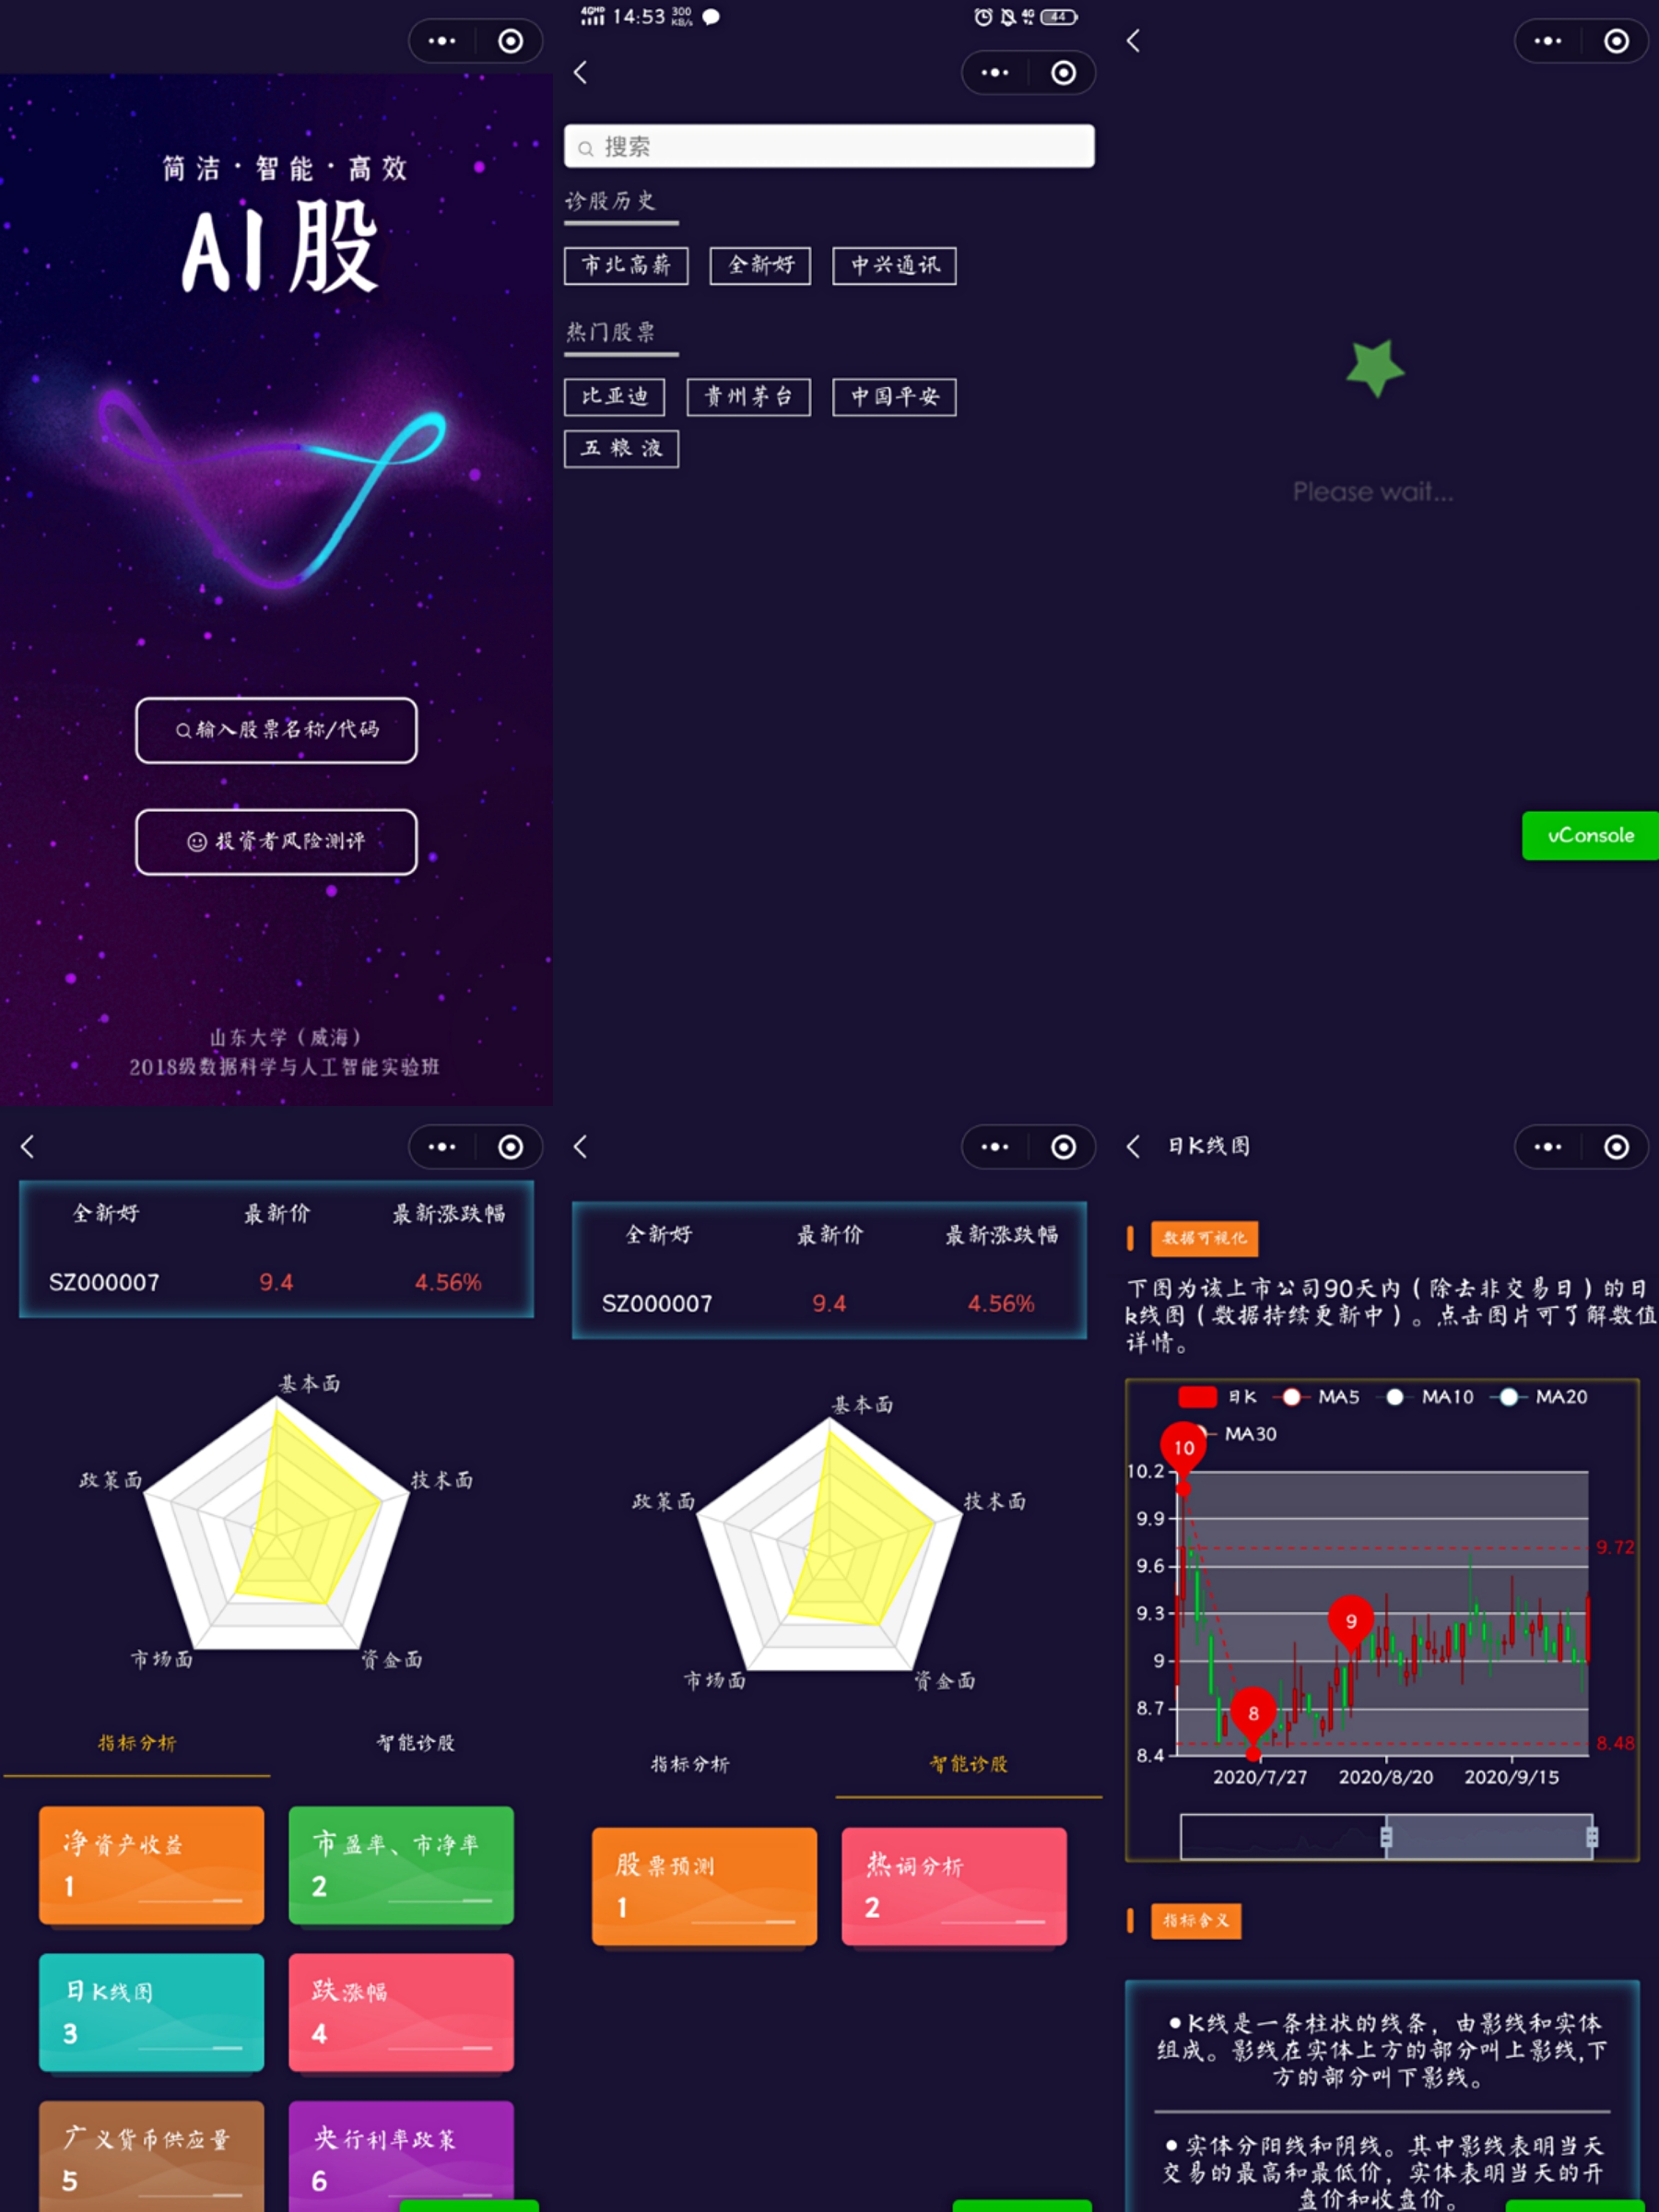 简洁·智能·高效
AI股
输入股票名称/代码
投资者风险测评
山东大学（威海）
2018级数据科学与人工智能实验班
4GHD 14:53 300 KB/s
4G 44
搜索
诊股历史
市北高薪 全新好 中兴通讯
热门股票
比亚迪 贵州茅台 中国平安
五粮液
Please wait...
vConsole
全新好 最新价 最新涨跌幅
SZ000007 9.4 4.56%
基本面
政策面 技术面
市场面 资金面
指标分析 智能诊股
净资产收益
1
市盈率、市净率
2
日K线图
3
跌涨幅
4
广义货币供应量
5
央行利率政策
6
全新好 最新价 最新涨跌幅
SZ000007 9.4 4.56%
基本面
政策面 技术面
市场面 资金面
指标分析 智能诊股
股票预测
1
热词分析
2
日K线图
数据可视化
下图为该上市公司90天内（除去非交易日）的日
k线图（数据持续更新中）。点击图片可了解数值
详情。
日K MA5 MA10 MA20
MA30
10
10.2
9.9
9.72
9.6
9.3
9
9
8.7
8
8.48
8.4
2020/7/27 2020/8/20 2020/9/15
指标含义
●K线是一条柱状的线条，由影线和实体
组成。影线在实体上方的部分叫上影线,下
方的部分叫下影线。
●实体分阳线和阴线。其中影线表明当天
交易的最高和最低价，实体表明当天的开
盘价和收盘价。